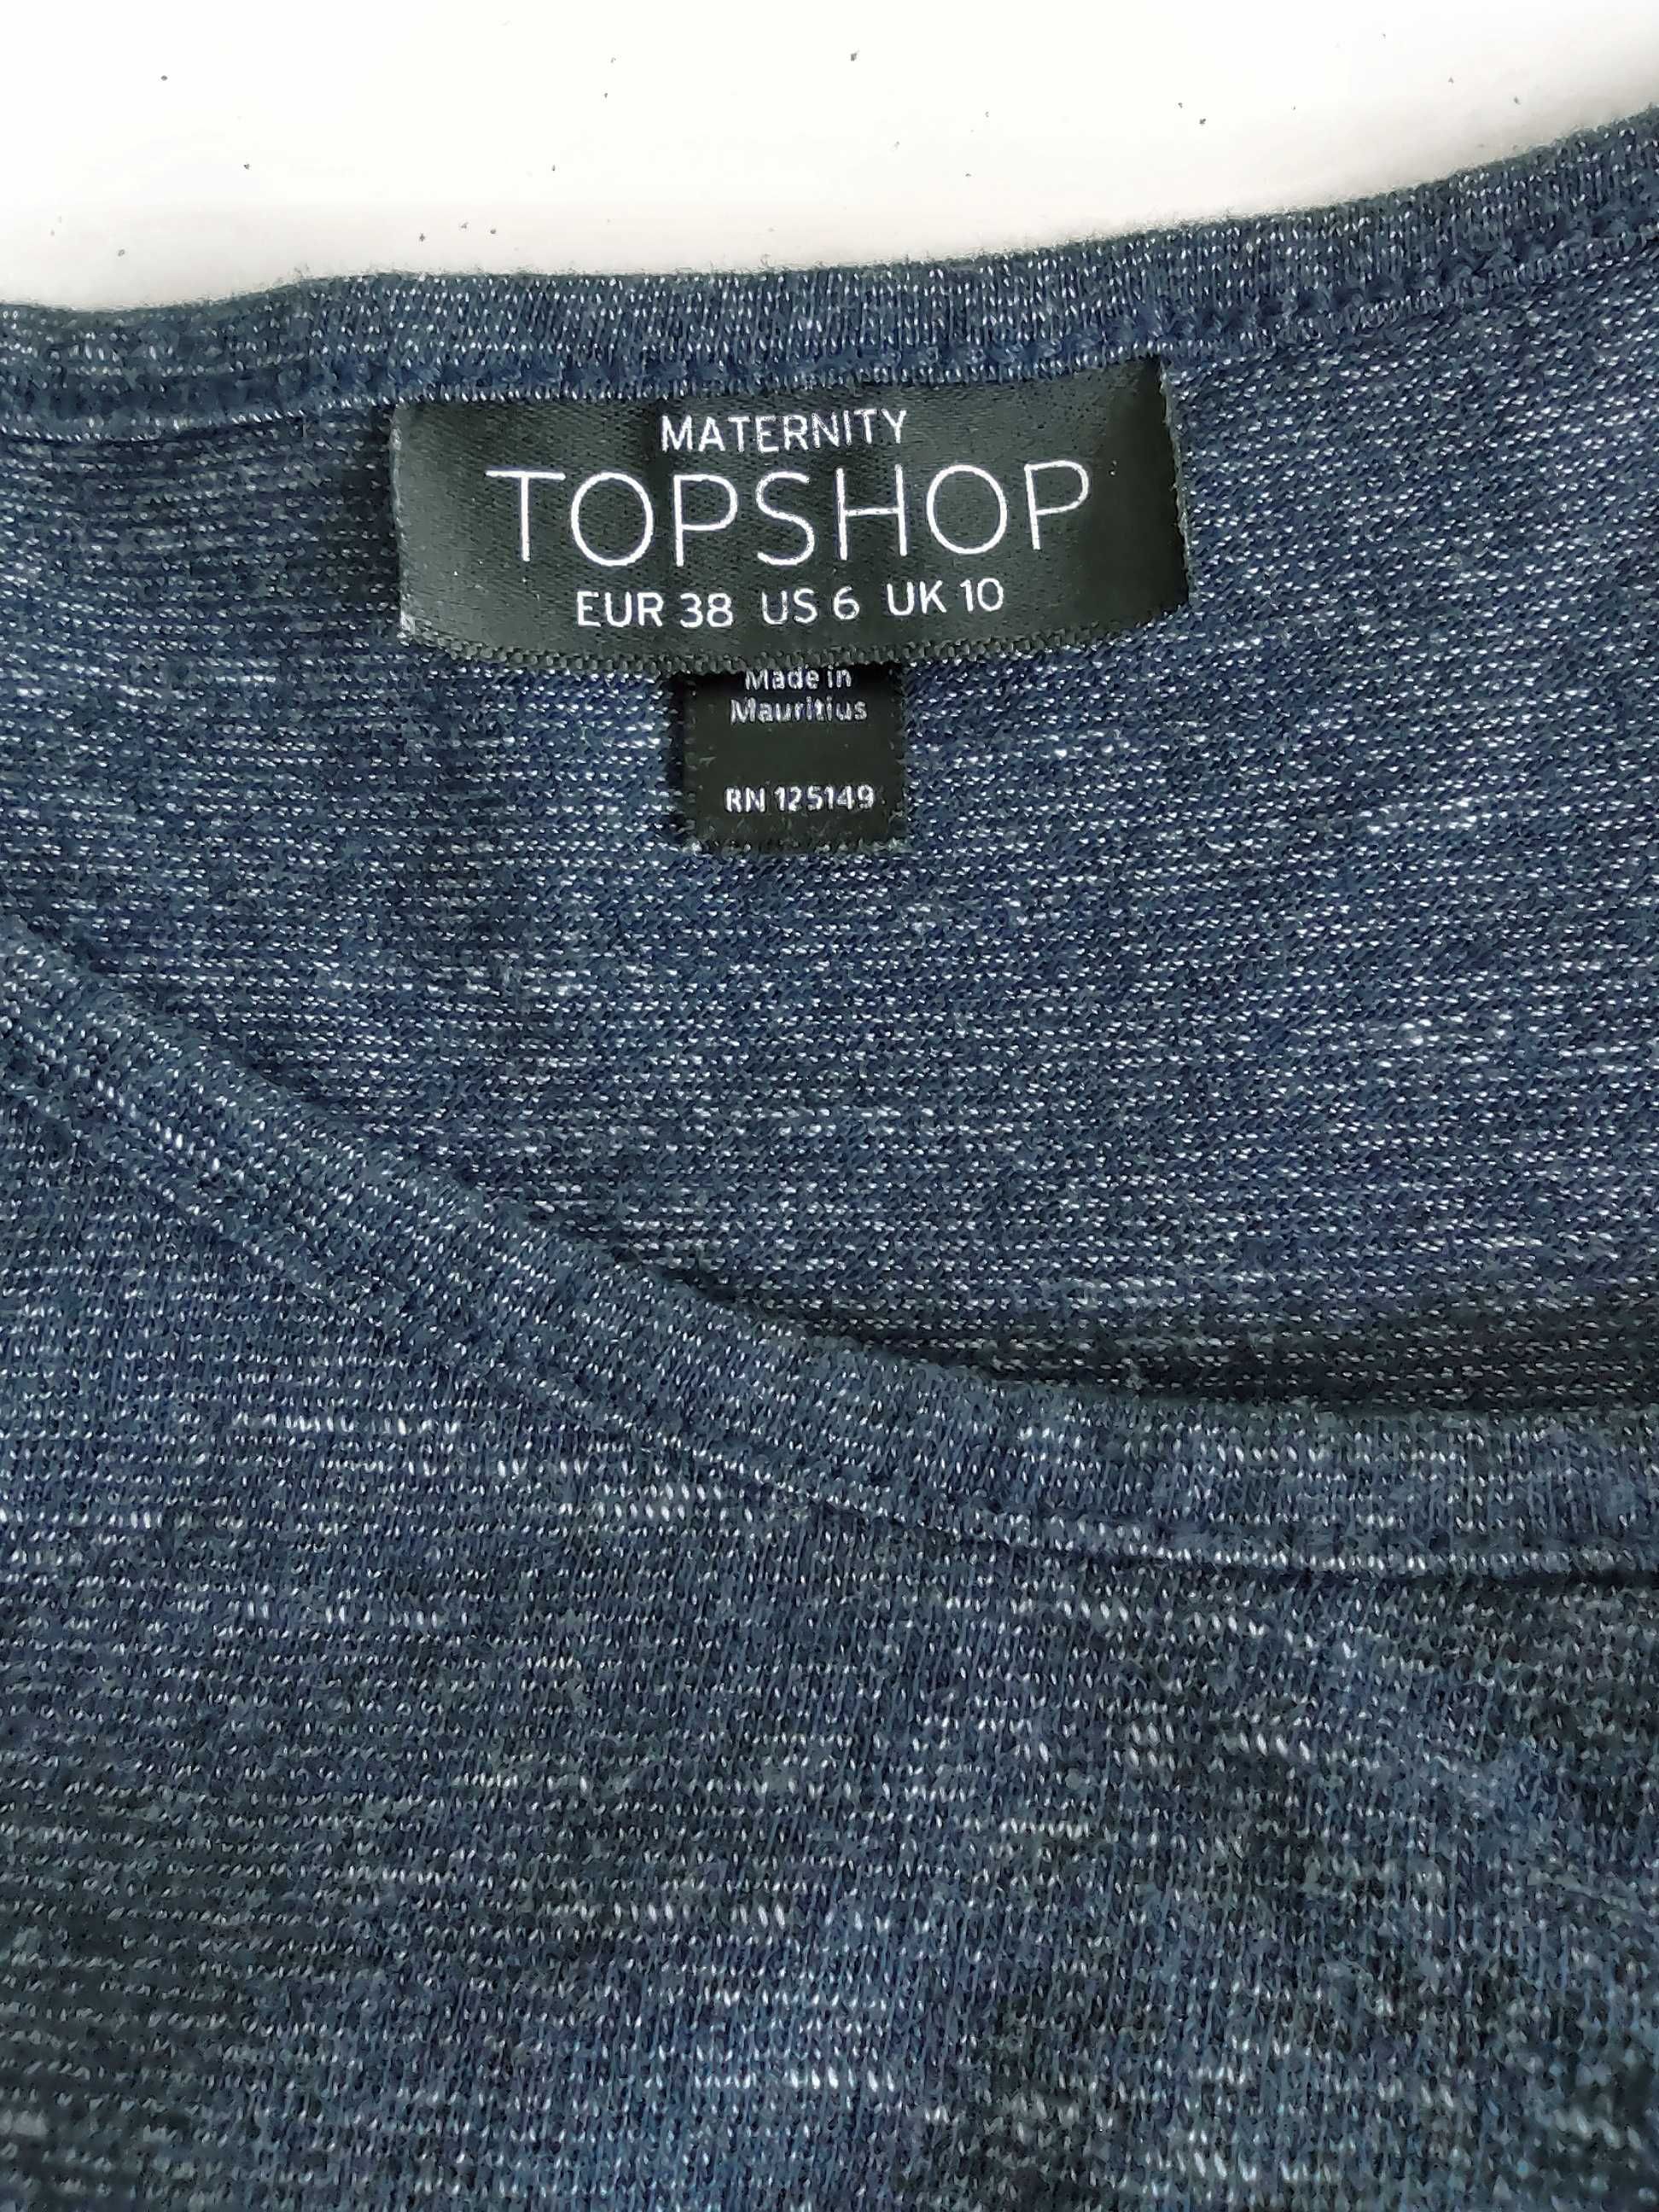 MATERNITY
TOPSHOP
EUR 38 US 6 UK 10
Made in
Mauritius
RN 125149